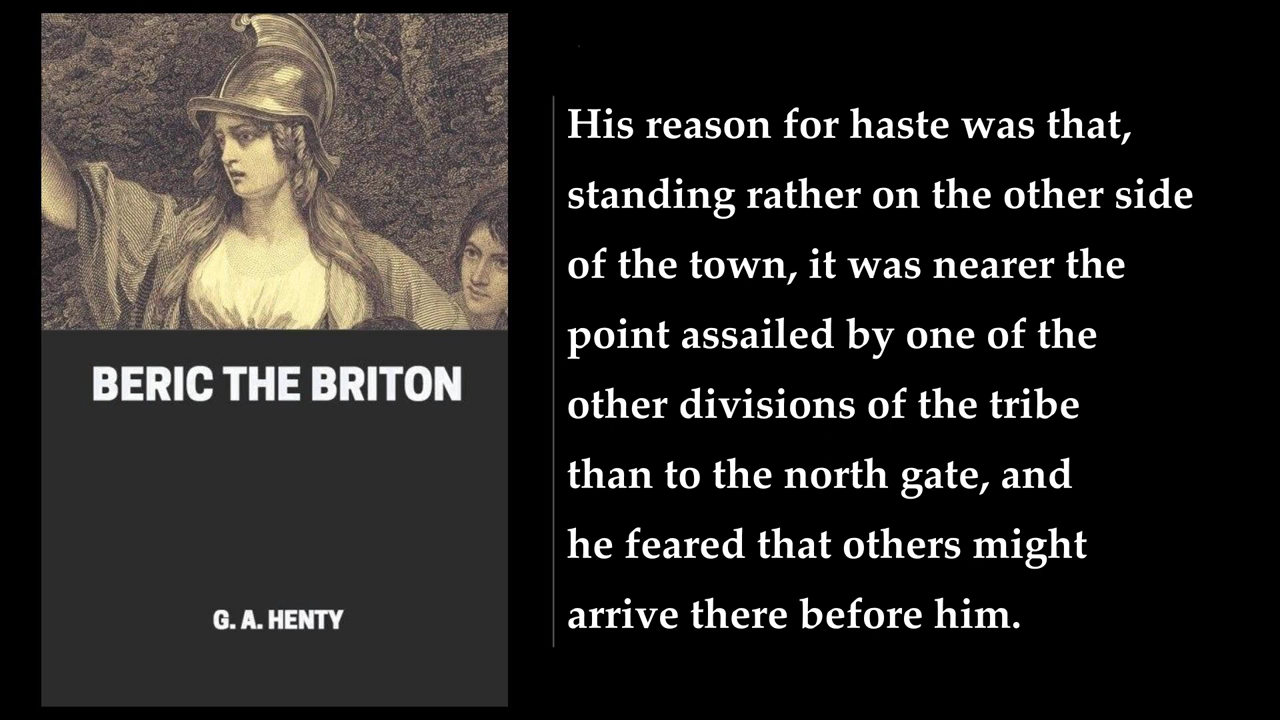 BERIC THE BRITON
G. A. HENTY
His reason for haste was that,
standing rather on the other side
of the town, it was nearer the
point assailed by one of the
other divisions of the tribe
than to the north gate, and
he feared that others might
arrive there before him.